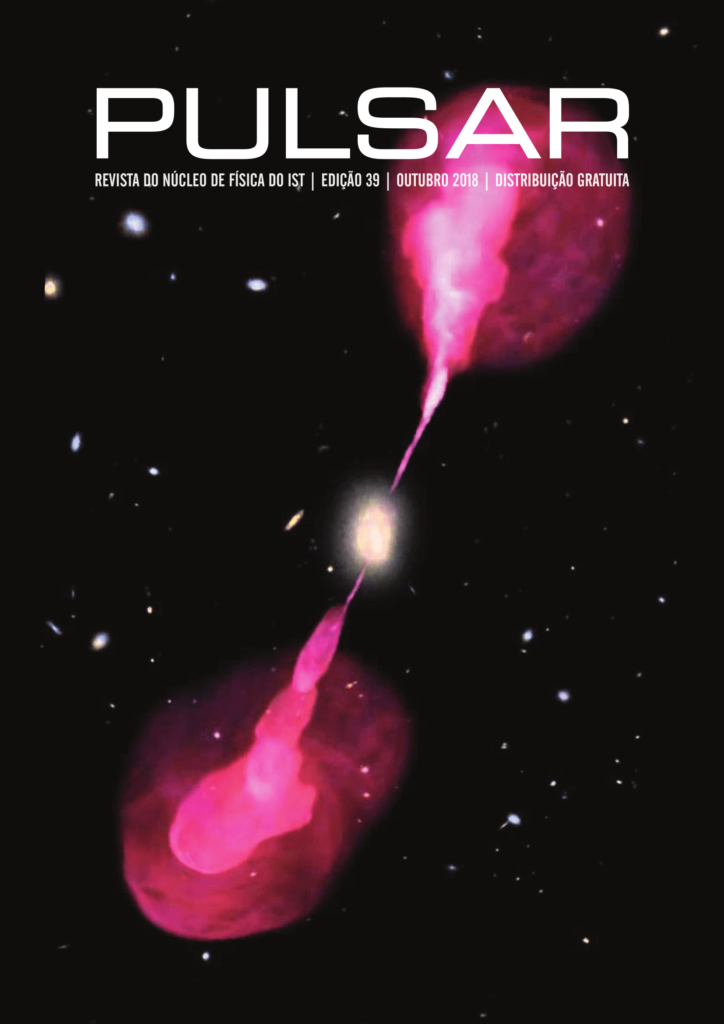 PULSAR
REVISTA DO NÚCLEO DE FÍSICA DO IST | EDIÇÃO 39 | OUTUBRO 2018 | DISTRIBUIÇÃO GRATUITA